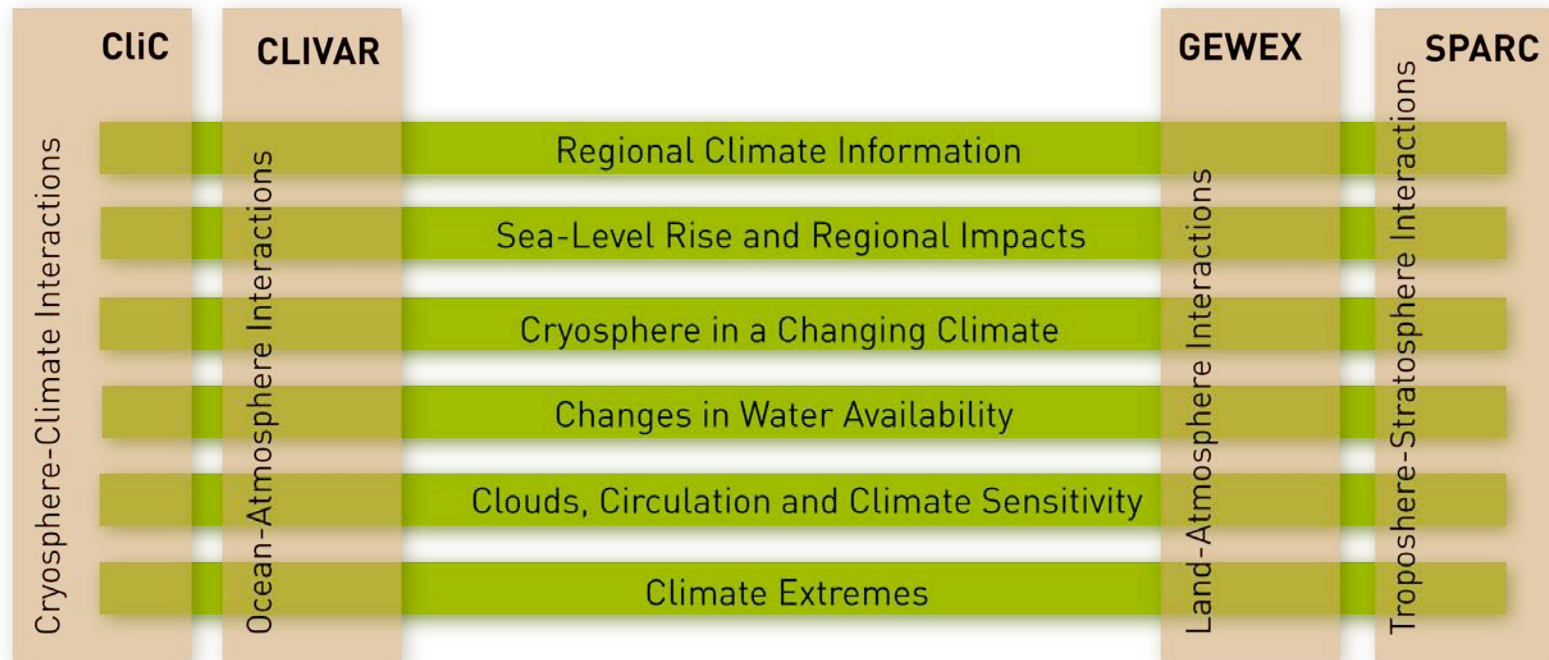 CliC
CLIVAR
GEWEX
SPARC
Cryosphere-Climate Interactions
Ocean-Atmosphere Interactions
Regional Climate Information
Sea-Level Rise and Regional Impacts
Cryosphere in a Changing Climate
Changes in Water Availability
Clouds, Circulation and Climate Sensitivity
Climate Extremes
Land-Atmosphere Interactions
Troposhere-Stratosphere Interactions